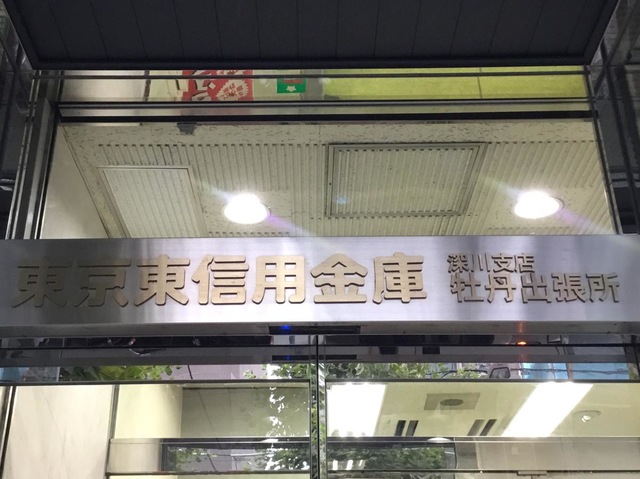 東京東信用金庫
深川支店
牡丹出張所